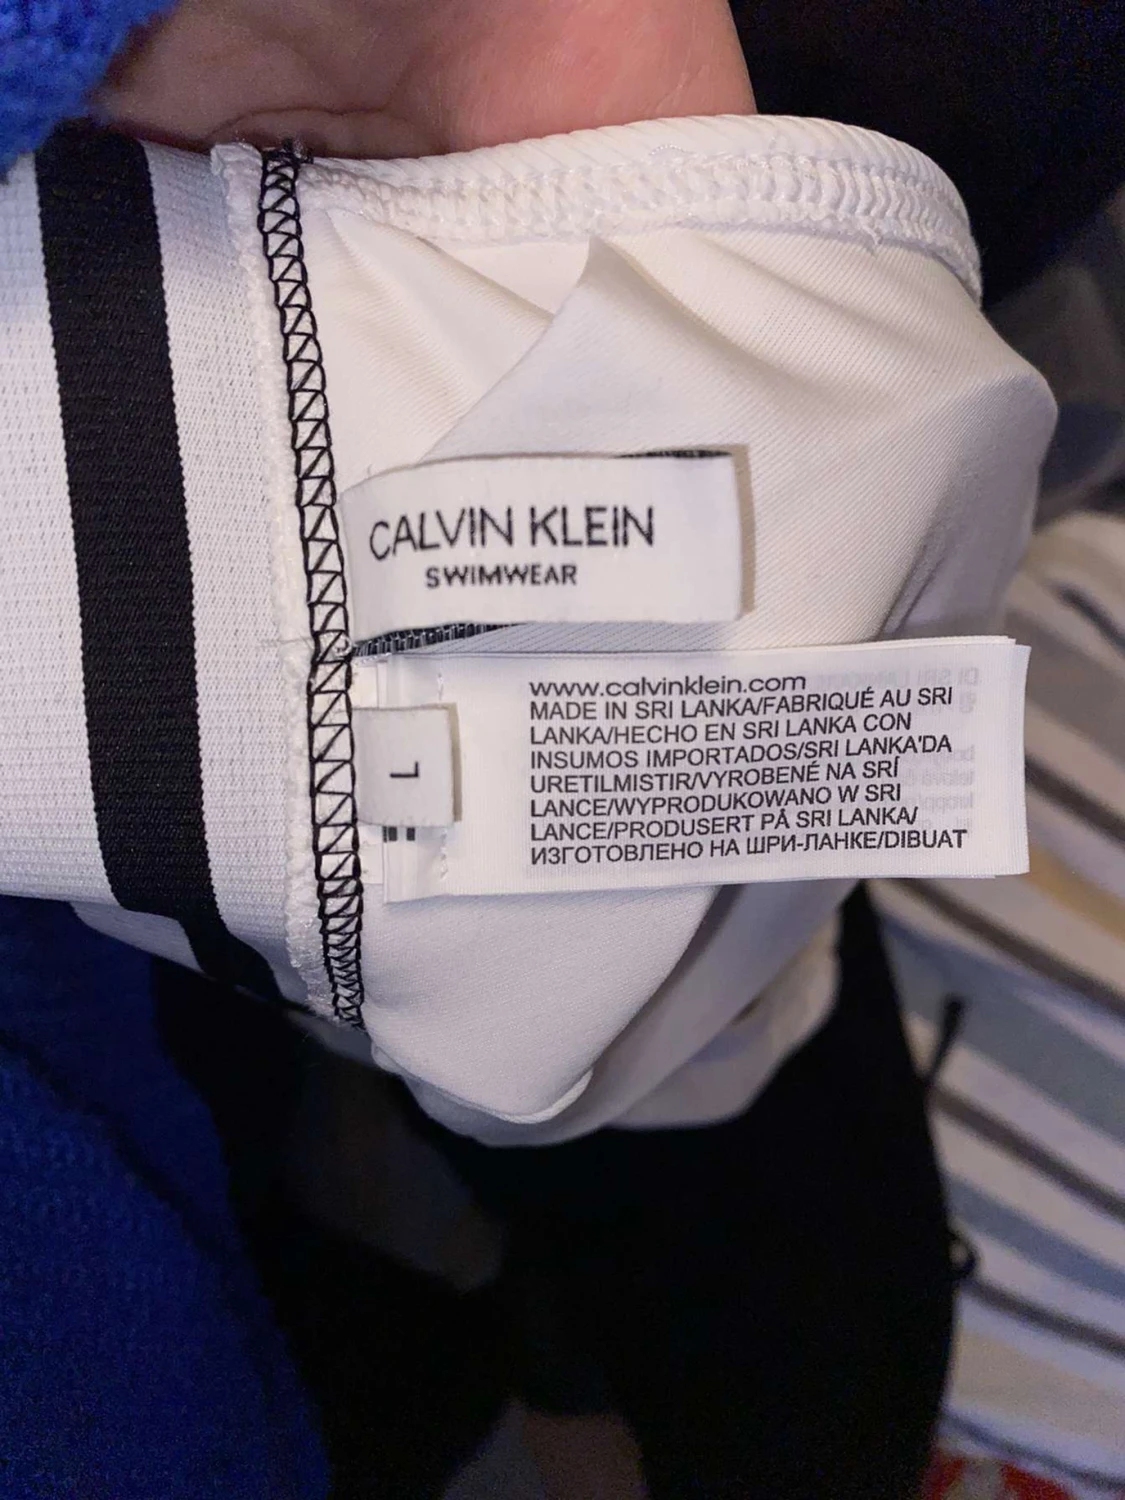 CALVIN KLEIN
SWIMWEAR
L
www.calvinklein.com
MADE IN SRI LANKA/FABRIQUÉ AU SRI
LANKA/HECHO EN SRI LANKA CON
INSUMOS IMPORTADOS/SRI LANKA'DA
URETILMISTIR/VYROBENÉ NA SRÍ
LANCE/WYPRODUKOWANO W SRI
LANCE/PRODUSERT PÅ SRI LANKA/
ИЗГОТОВЛЕНО НА ШРИ-ЛАНКЕ/DIBUAT